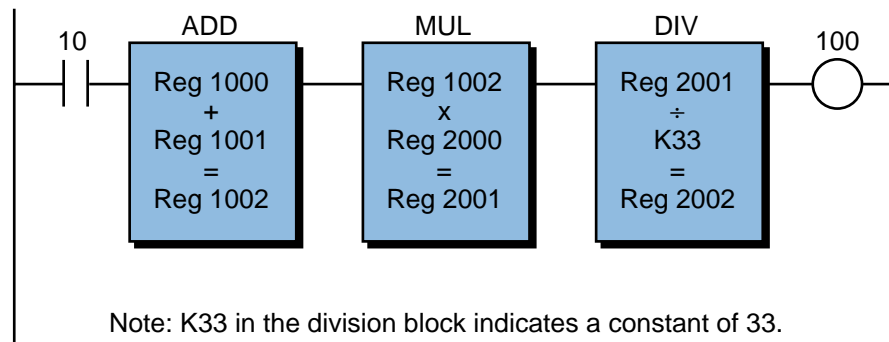 10
ADD
MUL
DIV
100
Reg 1000
+
Reg 1001
=
Reg 1002
Reg 1002
x
Reg 2000
=
Reg 2001
Reg 2001
÷
K33
=
Reg 2002
Note: K33 in the division block indicates a constant of 33.